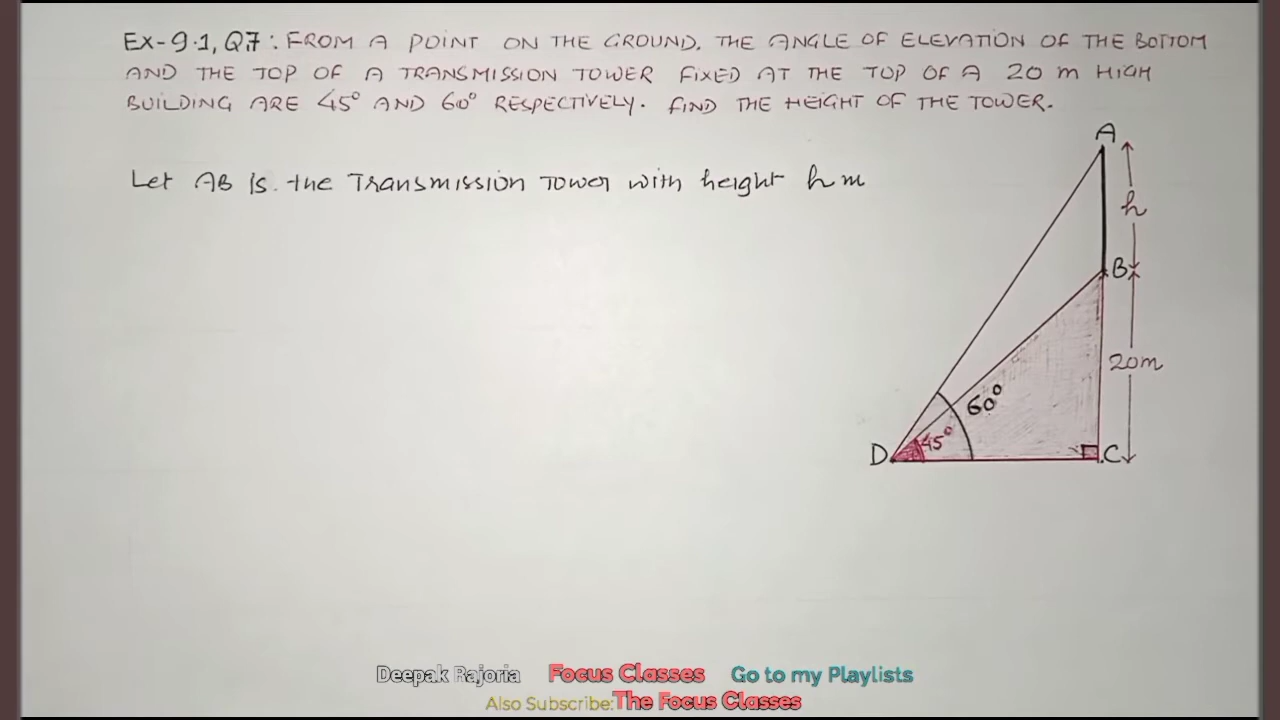 Ex-9.1, Q.7: FROM A POINT ON THE GROUND, THE ANGLE OF ELEVATION OF THE BOTTOM
AND THE TOP OF A TRANSMISSION TOWER FIXED AT THE TOP OF A 20 m HIGH
BUILDING ARE 45° AND 60° RESPECTIVELY. FIND THE HEIGHT OF THE TOWER.
Let AB is the Transmission Tower with height h m
A
h
B
20m
60°
45°
D
C
Deepak Rajoria Focus Classes Go to my Playlists
Also Subscribe: The Focus Classes